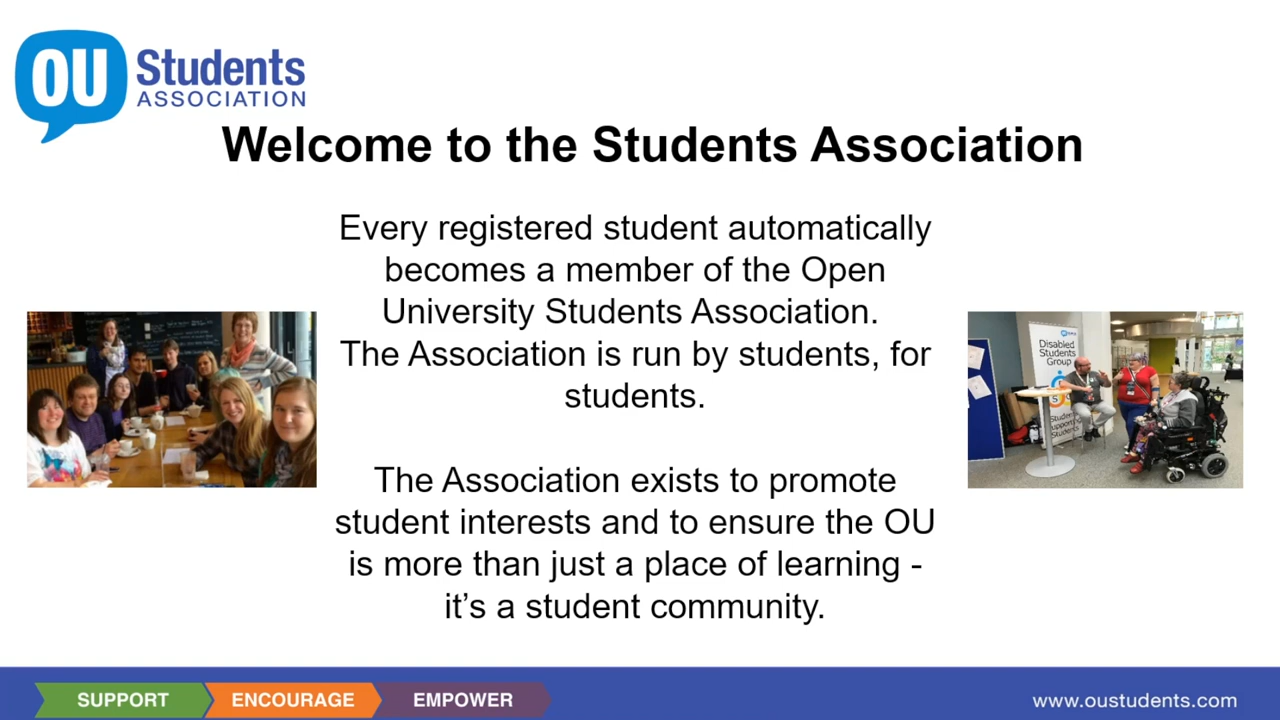 OU Students
ASSOCIATION
Welcome to the Students Association
Every registered student automatically
becomes a member of the Open
University Students Association.
The Association is run by students, for
students.
The Association exists to promote
student interests and to ensure the OU
is more than just a place of learning -
it’s a student community.
Disabled
Students
Group
Students
supporting
Students
SUPPORT
ENCOURAGE
EMPOWER
www.oustudents.com